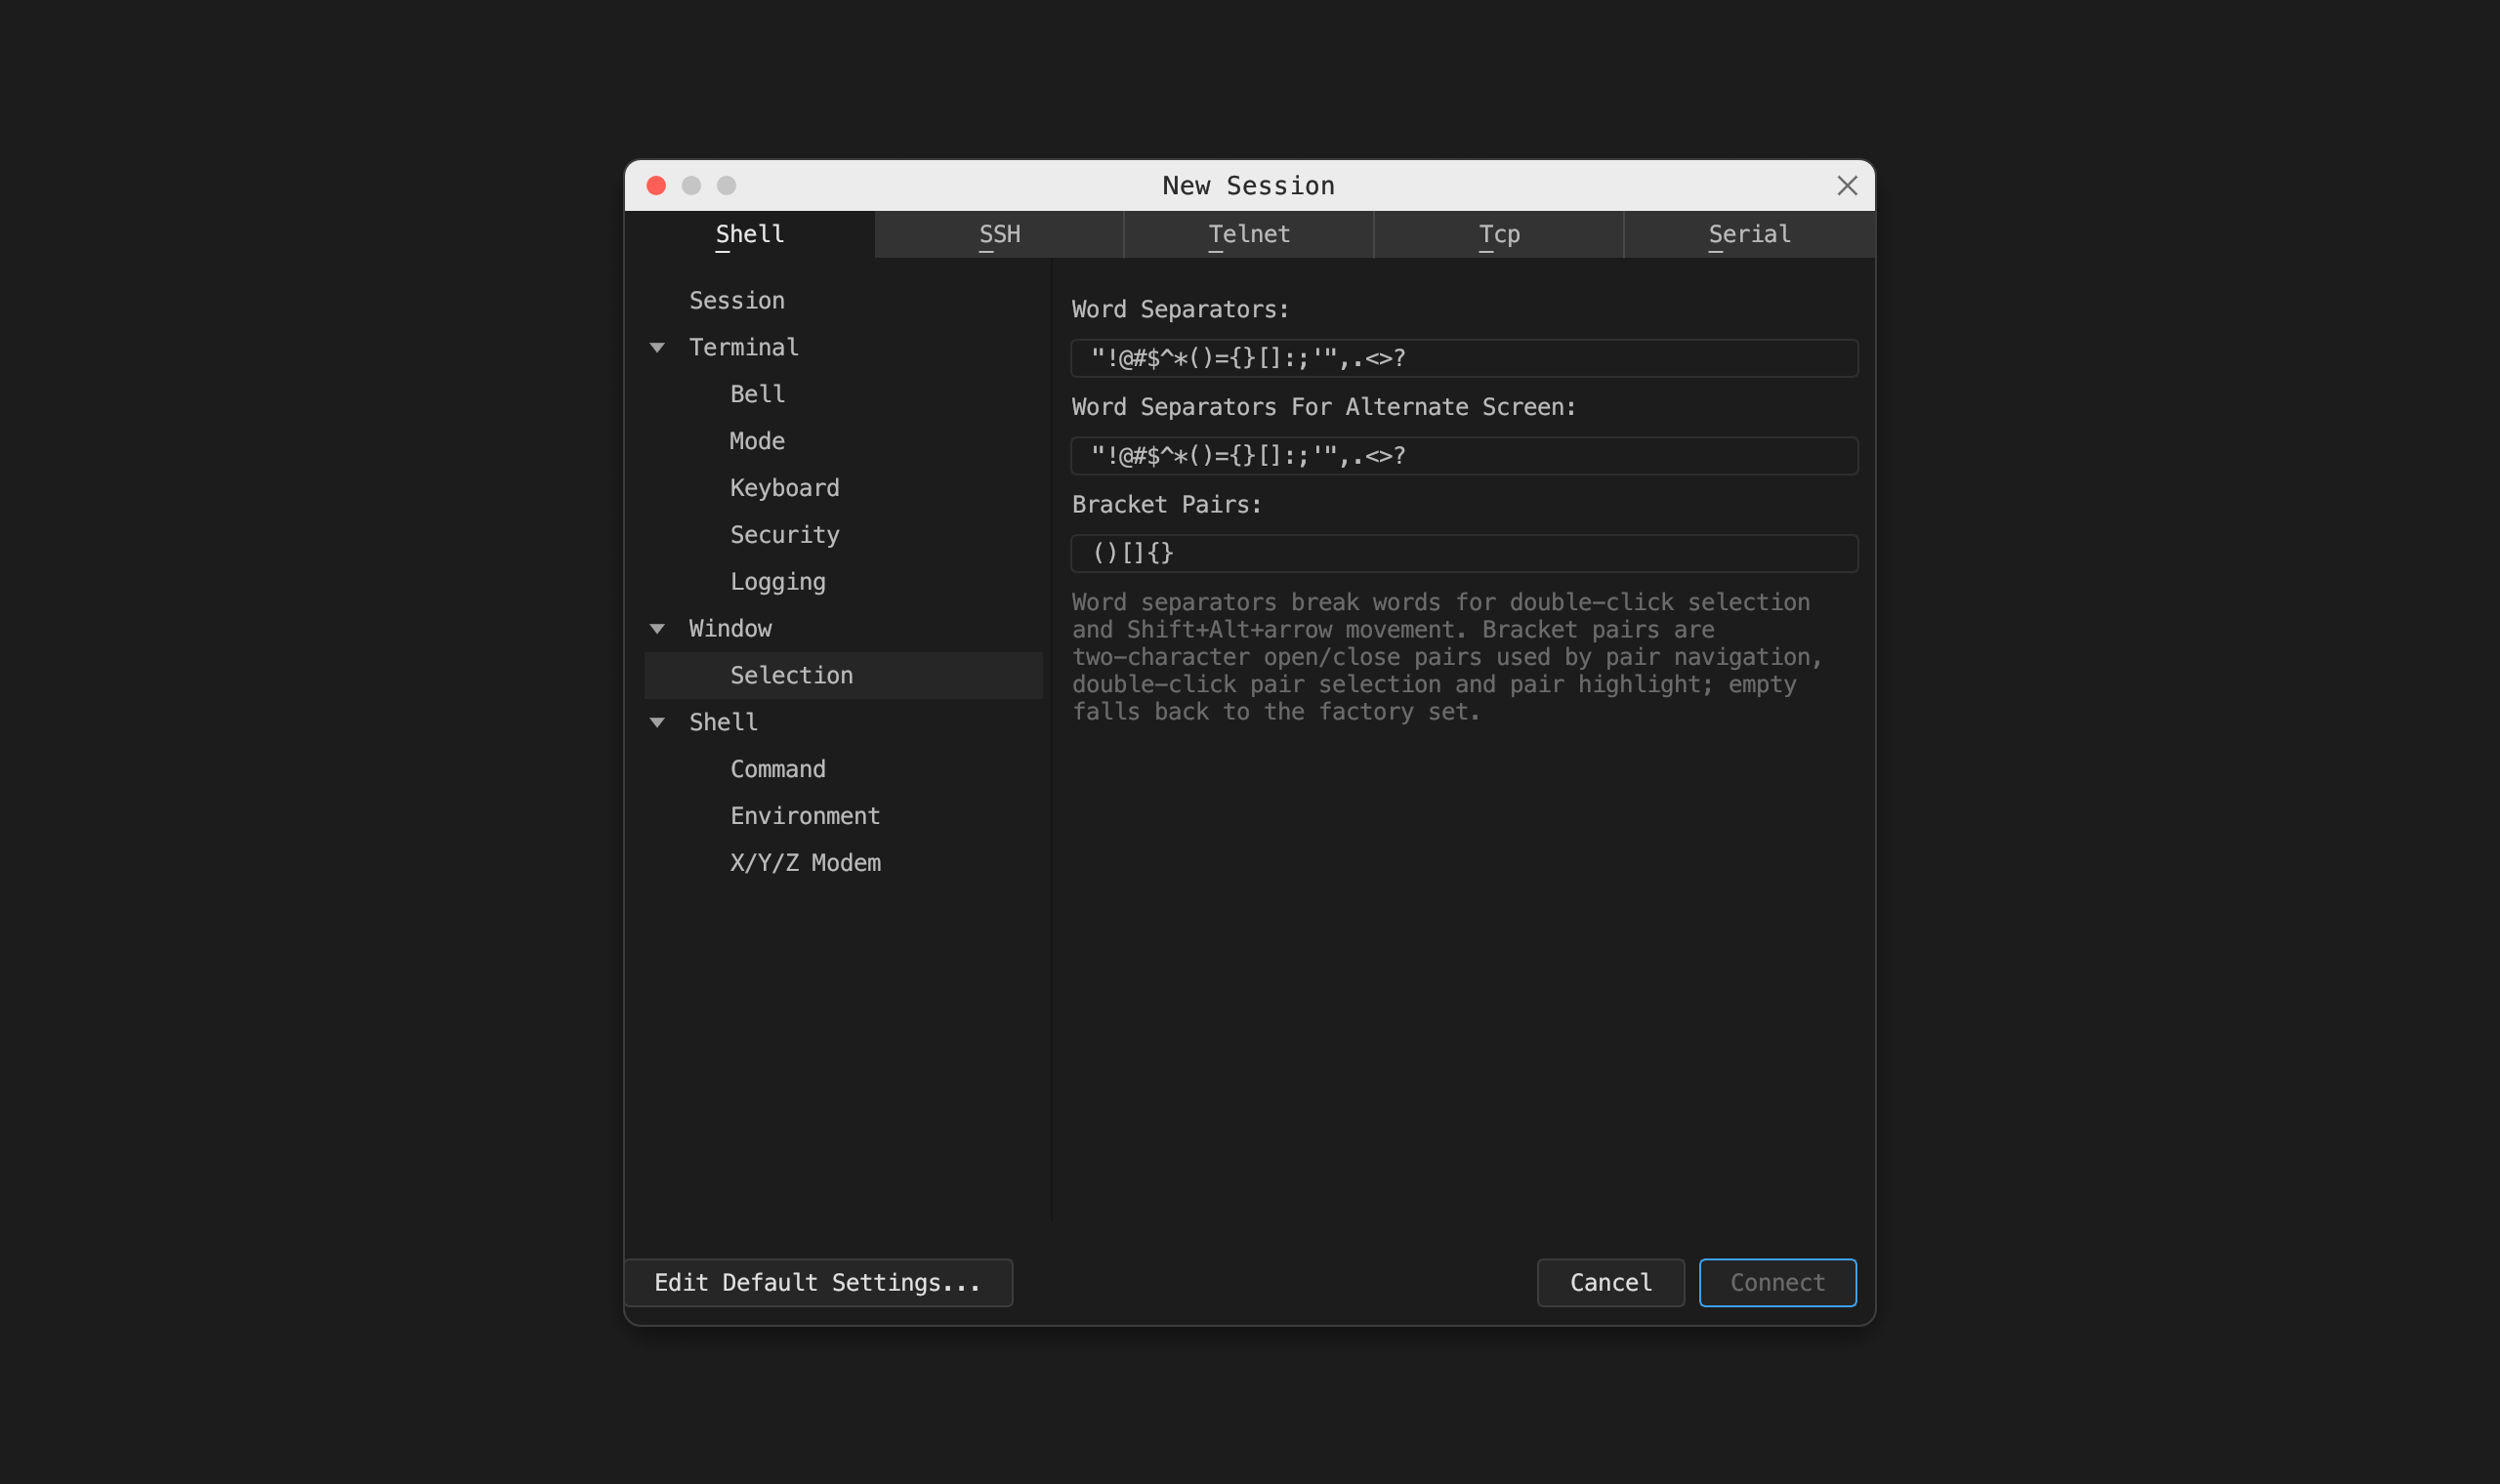 New Session
Shell
SSH
Telnet
Tcp
Serial
Session
Terminal
Bell
Mode
Keyboard
Security
Logging
Window
Selection
Shell
Command
Environment
X/Y/Z Modem
Word Separators:
"!@#$^*()={}[]:;'",.<>?
Word Separators For Alternate Screen:
"!@#$^*()={}[]:;'",.<>?
Bracket Pairs:
()[]{}
Word separators break words for double-click selection
and Shift+Alt+arrow movement. Bracket pairs are
two-character open/close pairs used by pair navigation,
double-click pair selection and pair highlight; empty
falls back to the factory set.
Edit Default Settings...
Cancel
Connect